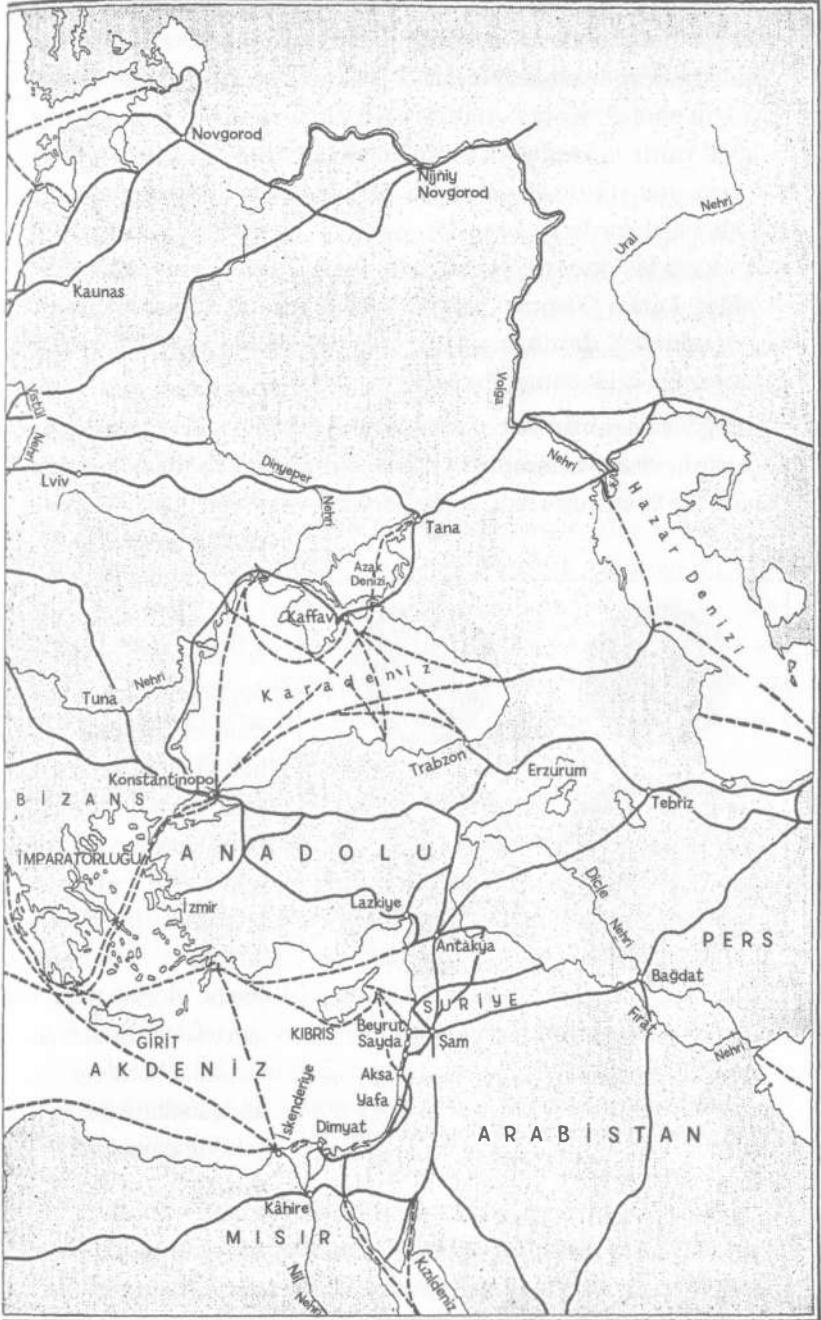 Novgorod
Nijniy
Novgorod
Ural
Nehri
Kaunas
Volga
Vistül
Nehri
Nehri
Dinyeper
Nehri
Lviv
Tana
Hazar Denizi
Azak
Denizi
Kaffav
Karadeniz
Nehri
Tuna
Trabzon
Erzurum
Konstantinopol
Tebriz
BİZANS
İMPARATORLUĞU
ANADOLU
İzmir
Lazkiye
Dicle
Nehri
Antakya
PERS
Bağdat
SURİYE
Fırat
Nehri
KIBRIS
Beyrut
Sayda
Şam
GİRİT
AKDENİZ
Aksa
Yafa
İskenderiye
Dimyat
ARABİSTAN
Kâhire
MISIR
Nil
Nehri
Kızıldeniz